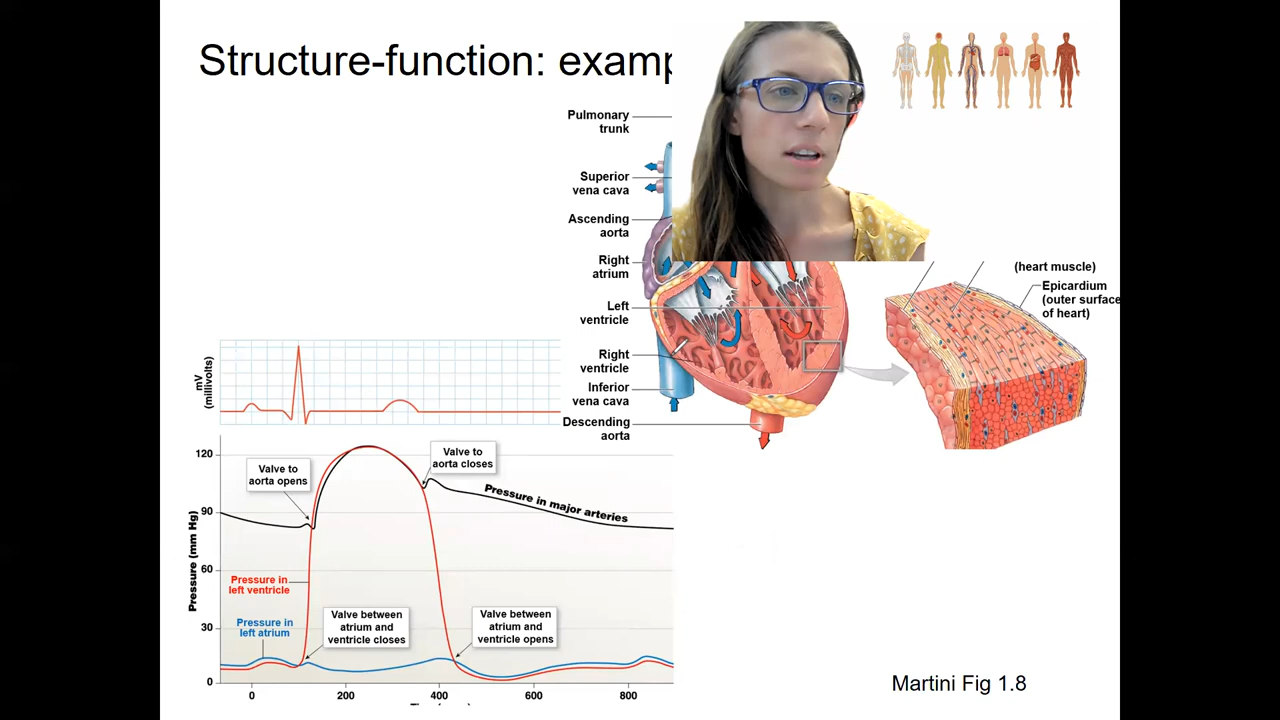 Structure-function: examp
Pulmonary
trunk
Superior
vena cava
Ascending
aorta
Right
atrium
Left
ventricle
Right
ventricle
Inferior
vena cava
Descending
aorta
(heart muscle)
Epicardium
(outer surface
of heart)
mV
(millivolts)
120
90
60
30
0
Pressure (mm Hg)
Valve to
aorta opens
Valve to
aorta closes
Pressure in major arteries
Pressure in
left ventricle
Pressure in
left atrium
Valve between
atrium and
ventricle closes
Valve between
atrium and
ventricle opens
0 200 400 600 800
Martini Fig 1.8